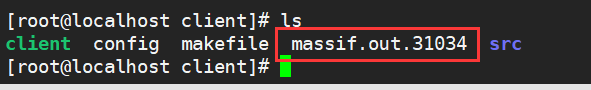 [root@localhost client]# ls
client config makefile massif.out.31034 src
[root@localhost client]#